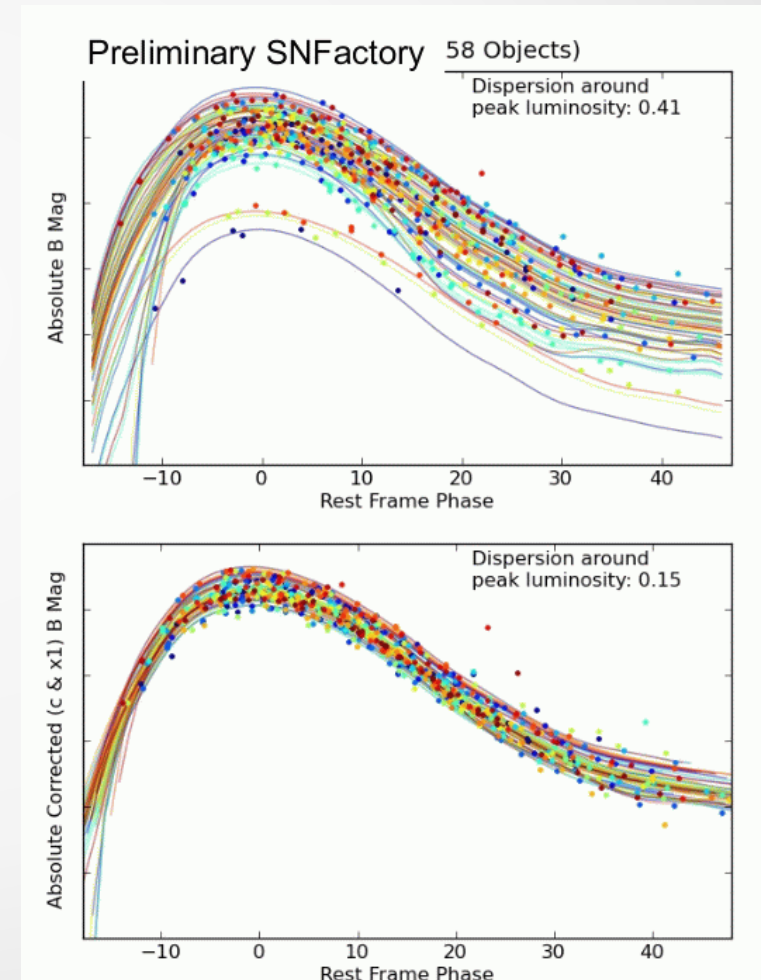 Preliminary SNFactory 58 Objects)
Dispersion around
peak luminosity: 0.41
Absolute B Mag
−10 0 10 20 30 40
Rest Frame Phase
Dispersion around
peak luminosity: 0.15
Absolute Corrected (c & x1) B Mag
−10 0 10 20 30 40
Rest Frame Phase